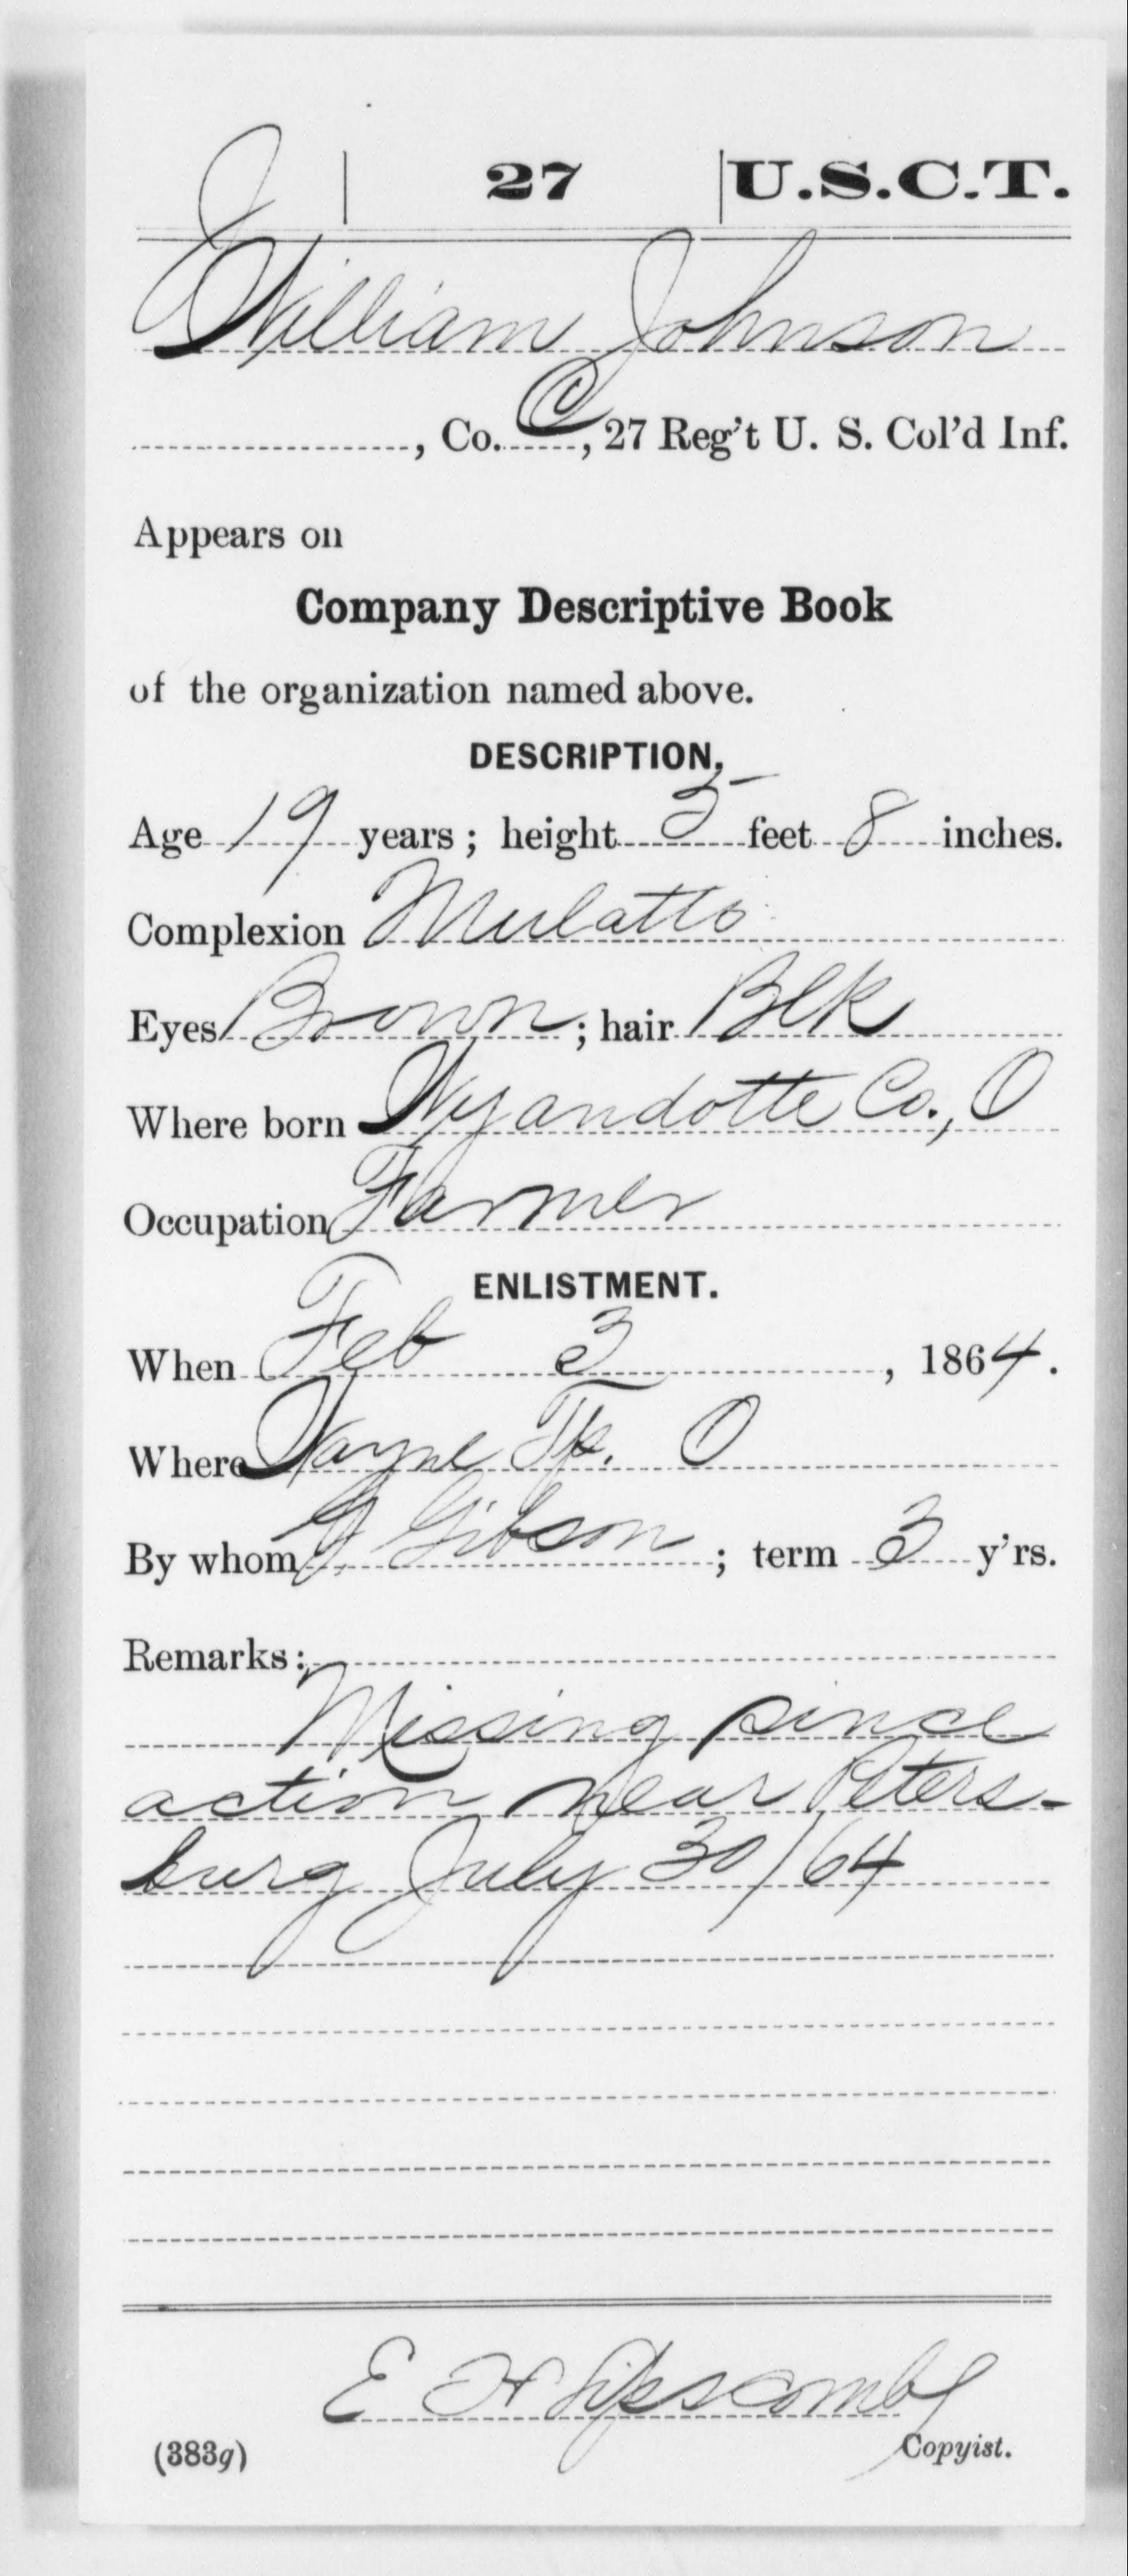 J | 27 | U.S.C.T.
William Johnson
, Co. C, 27 Reg't U. S. Col'd Inf.
Appears on
Company Descriptive Book
of the organization named above.
DESCRIPTION.
Age 19 years; height 5 feet 8 inches.
Complexion Mulatto
Eyes Brown; hair Blk
Where born Wyandotte Co., O
Occupation Farmer
ENLISTMENT.
When Feb 3, 1864.
Where Wayne Tp. O
By whom G Gibson; term 3 y'rs.
Remarks:
Missing since
action near Peters-
burg July 30/64
E H Lipscomb
(383g) Copyist.